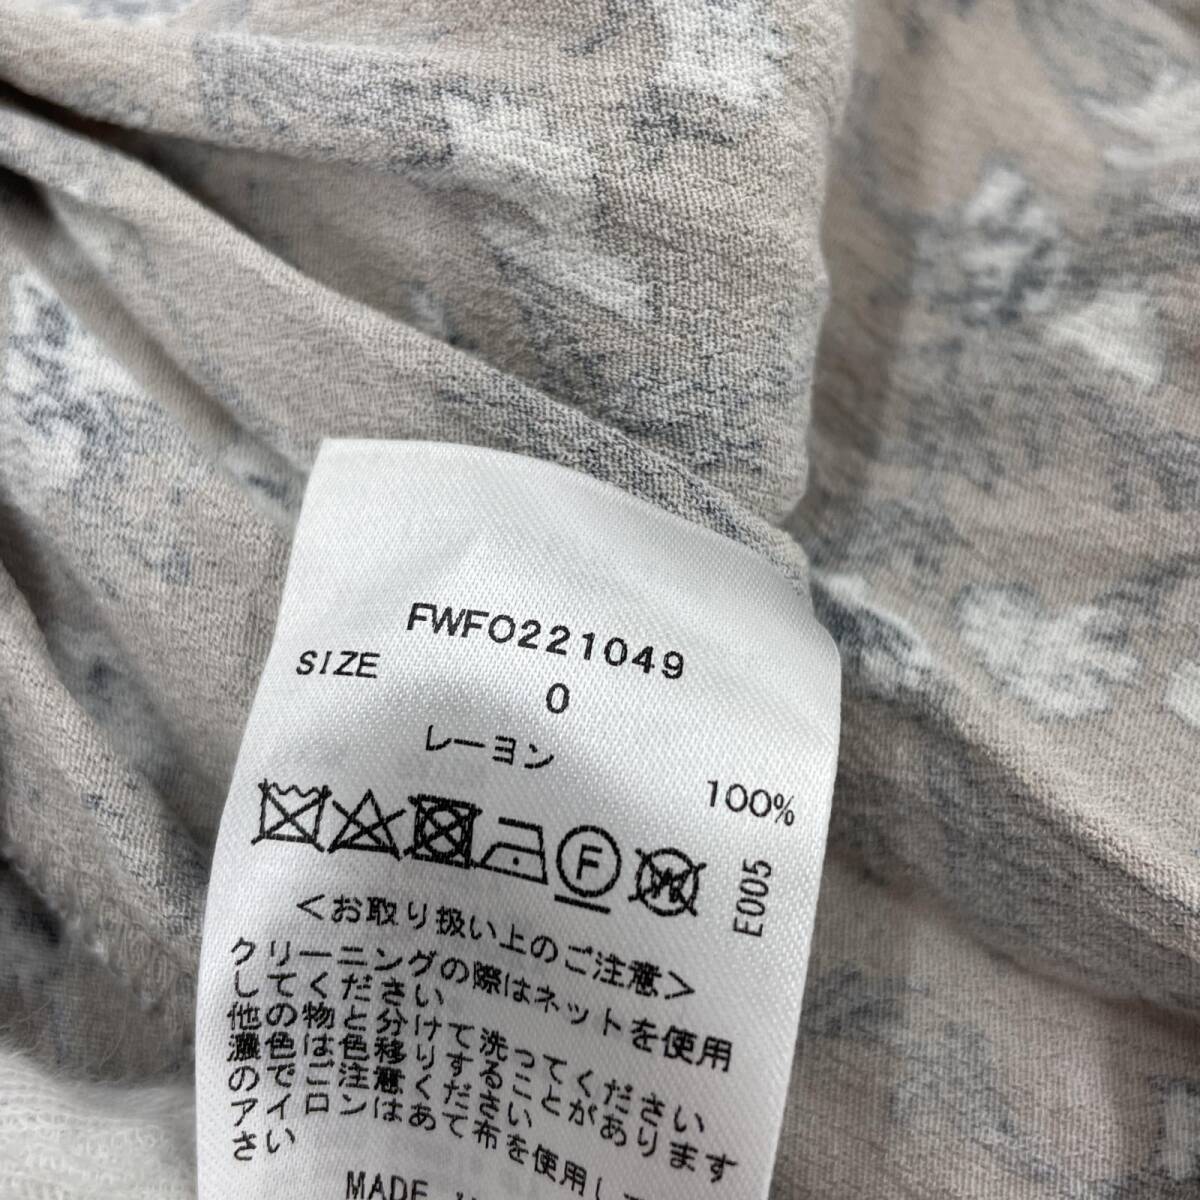 FWFO221049
SIZE 0
レーヨン 100%
F
W
E005
<お取り扱い上のご注意>
クリーニングの際はネットを使用
してください
他の物と分けて洗ってください
濃色は色移りすることがあります
のでご注意ください
アイロンはあて布を使用して
さい
MADE